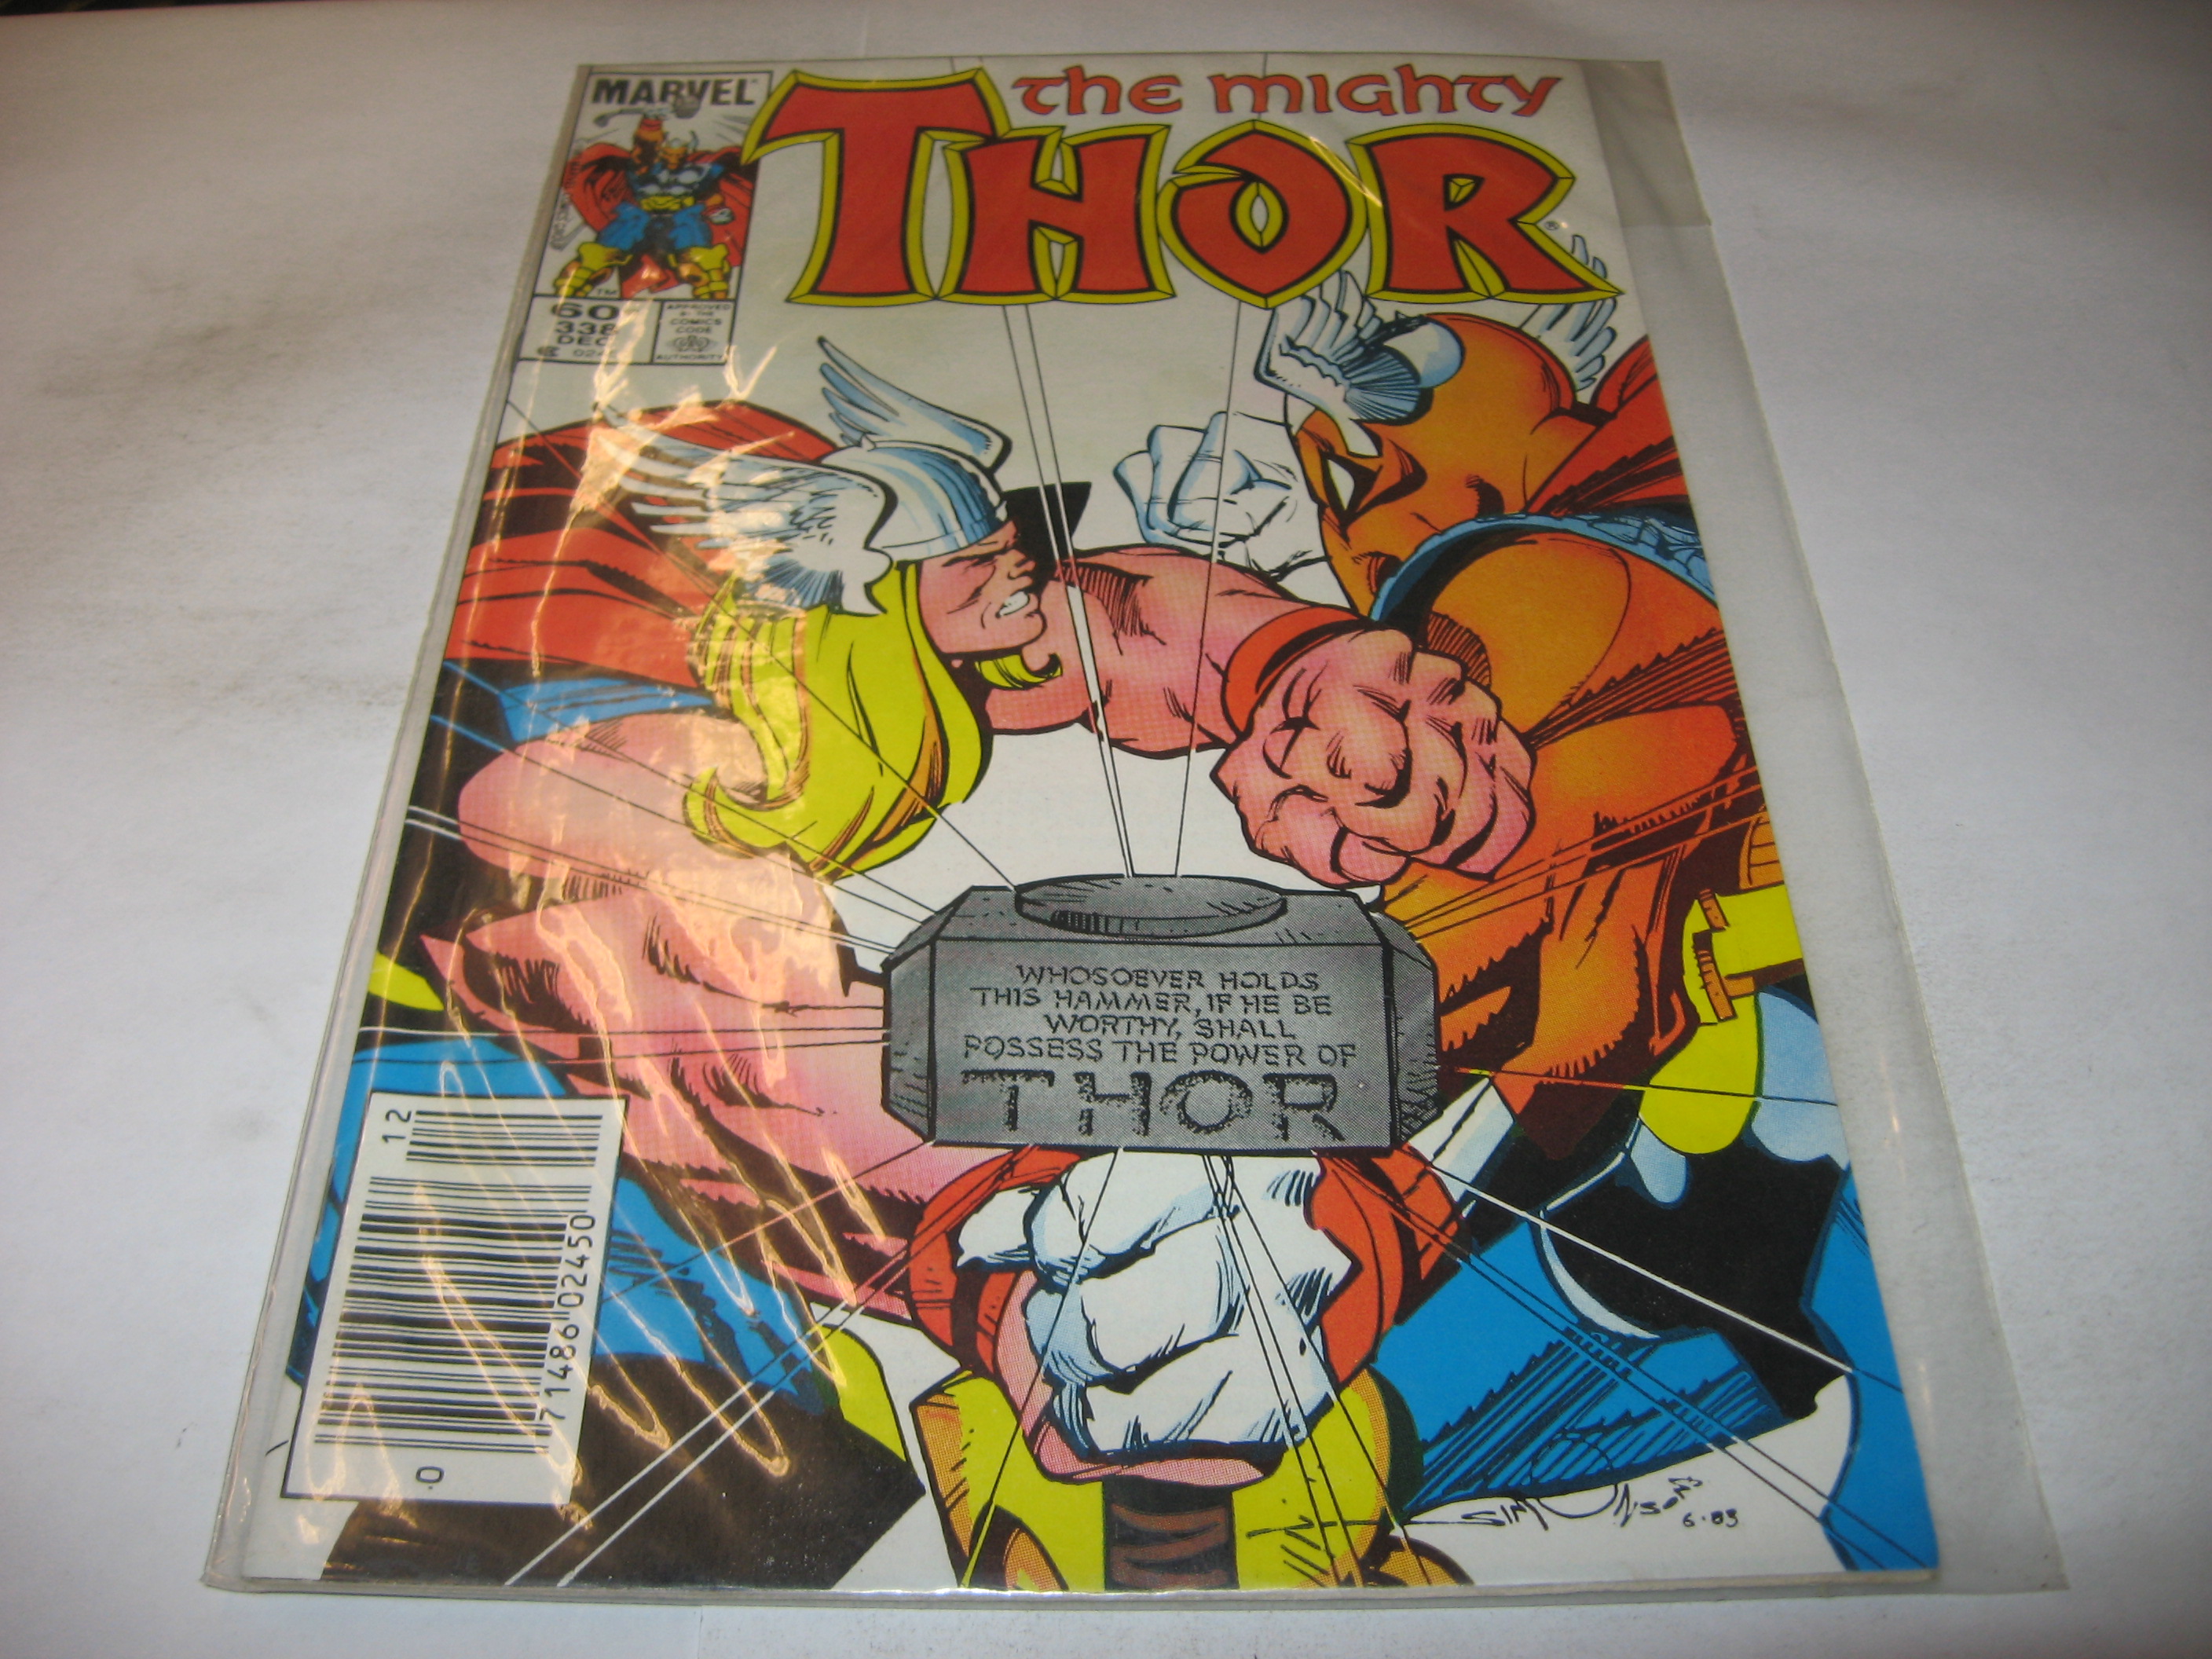 MARVEL
THE MIGHTY
THOR
®
TM
60¢
338
DEC
APPROVED
BY THE
COMICS
CODE
AUTHORITY
WHOSOEVER HOLDS
THIS HAMMER, IF HE BE
WORTHY, SHALL
POSSESS THE POWER OF
THOR
12
71486 02450
0
SIMONSON
6·83